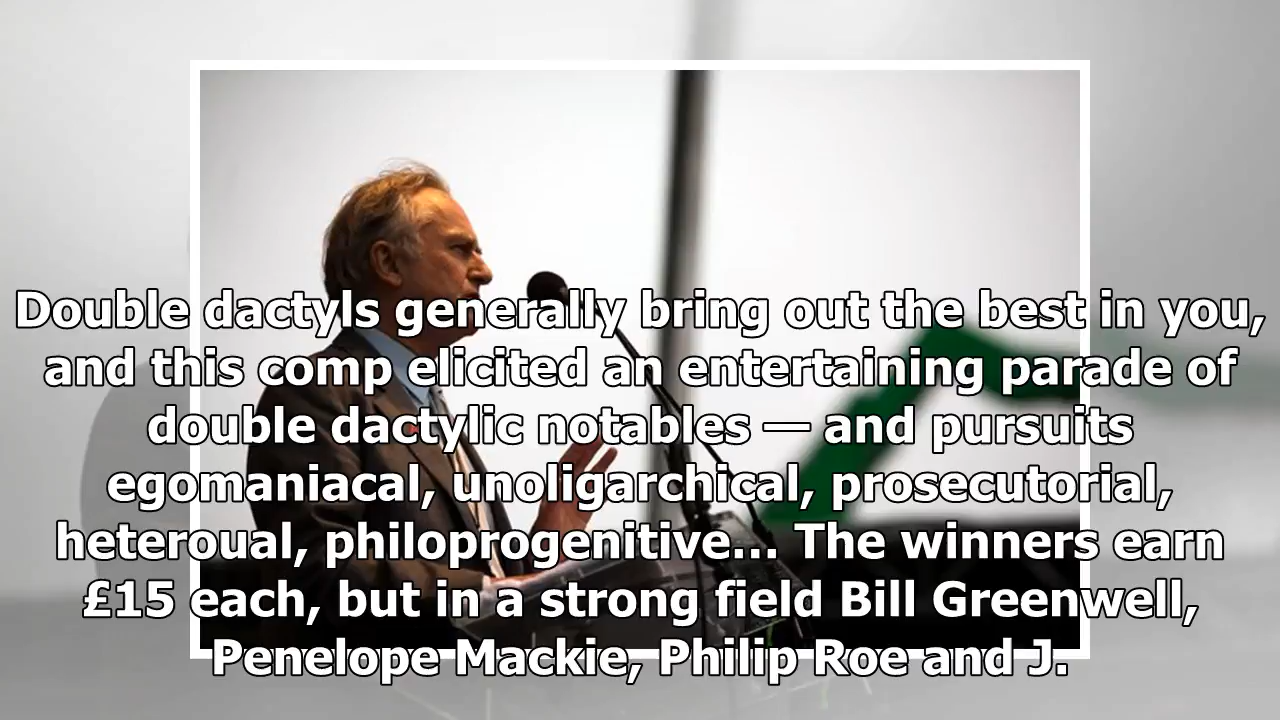 Double dactyls generally bring out the best in you,
and this comp elicited an entertaining parade of
double dactylic notables — and pursuits
egomaniacal, unoligarchical, prosecutorial,
heteroual, philoprogenitive... The winners earn
£15 each, but in a strong field Bill Greenwell,
Penelope Mackie, Philip Roe and J.